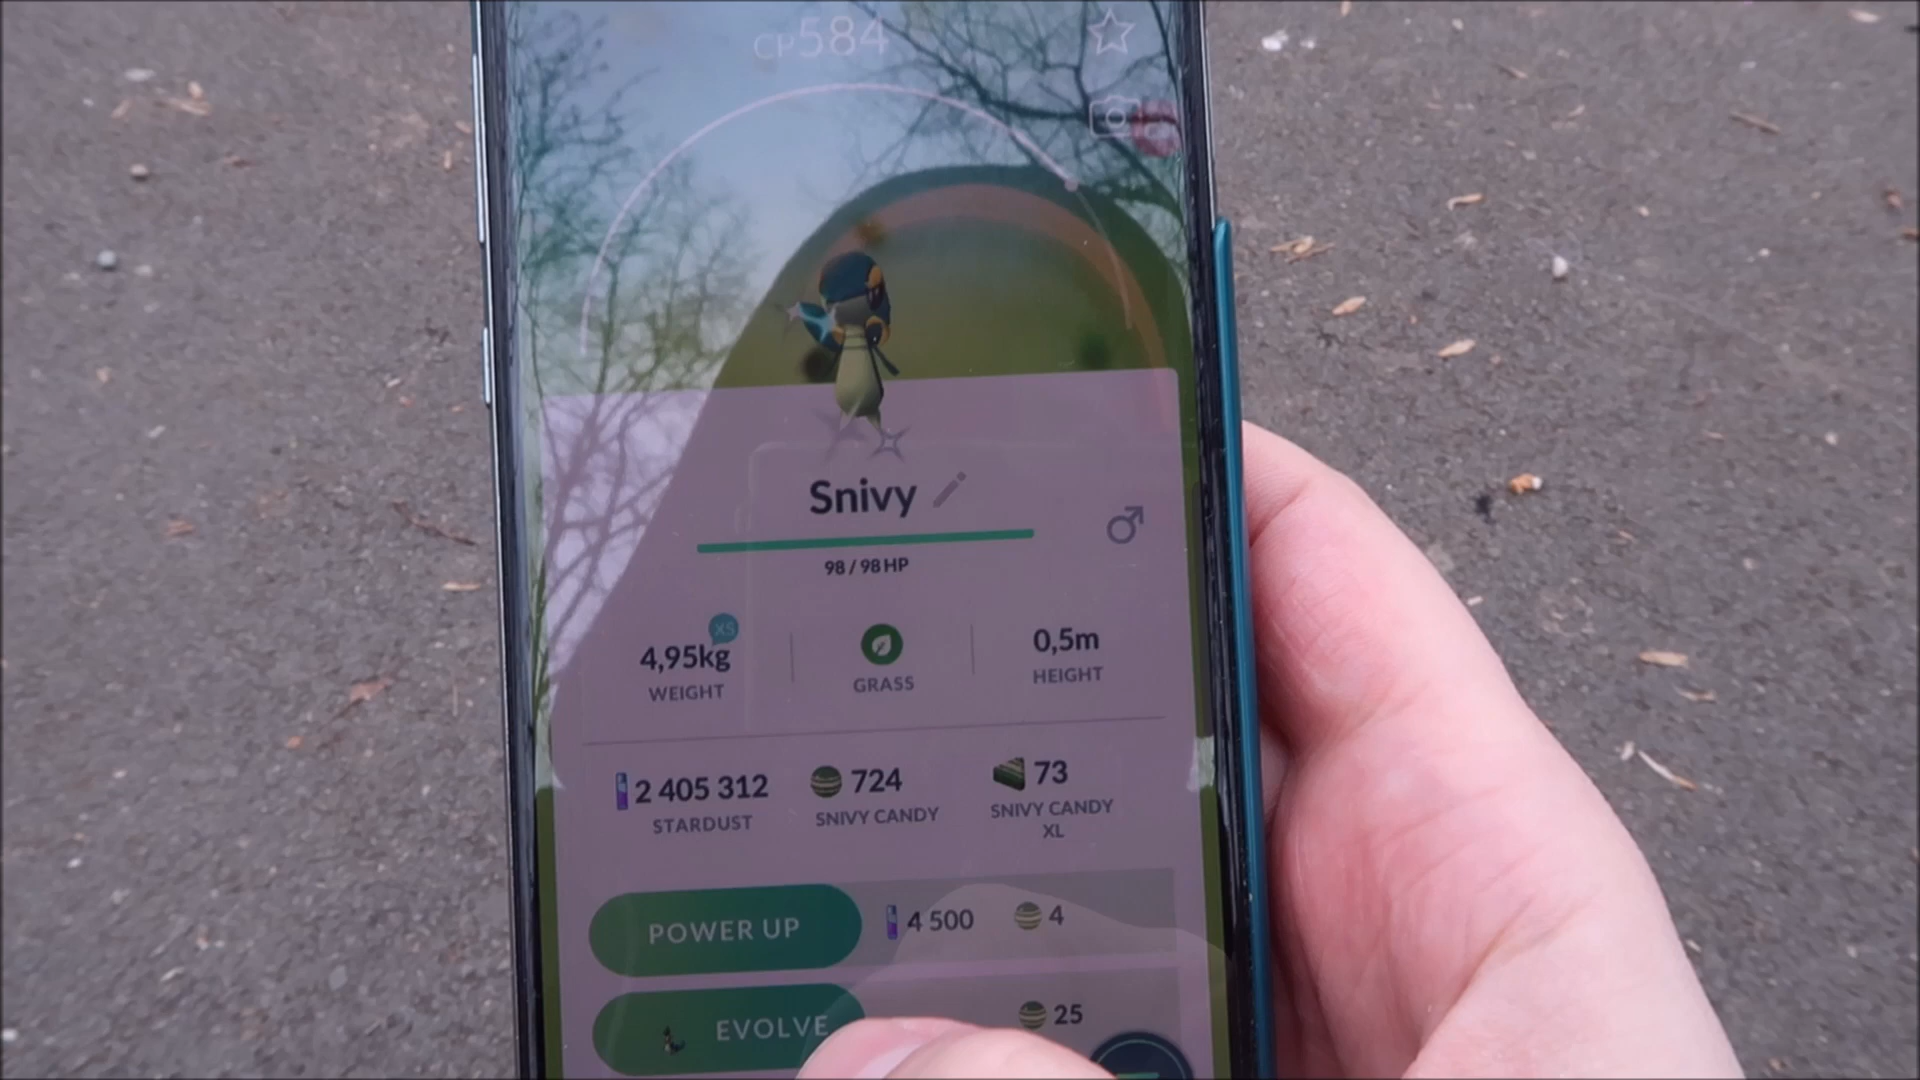 CP584
Snivy
98 / 98 HP
XS
4,95kg
WEIGHT
GRASS
0,5m
HEIGHT
2 405 312
STARDUST
724
SNIVY CANDY
73
SNIVY CANDY
XL
POWER UP
4 500
4
EVOLVE
25